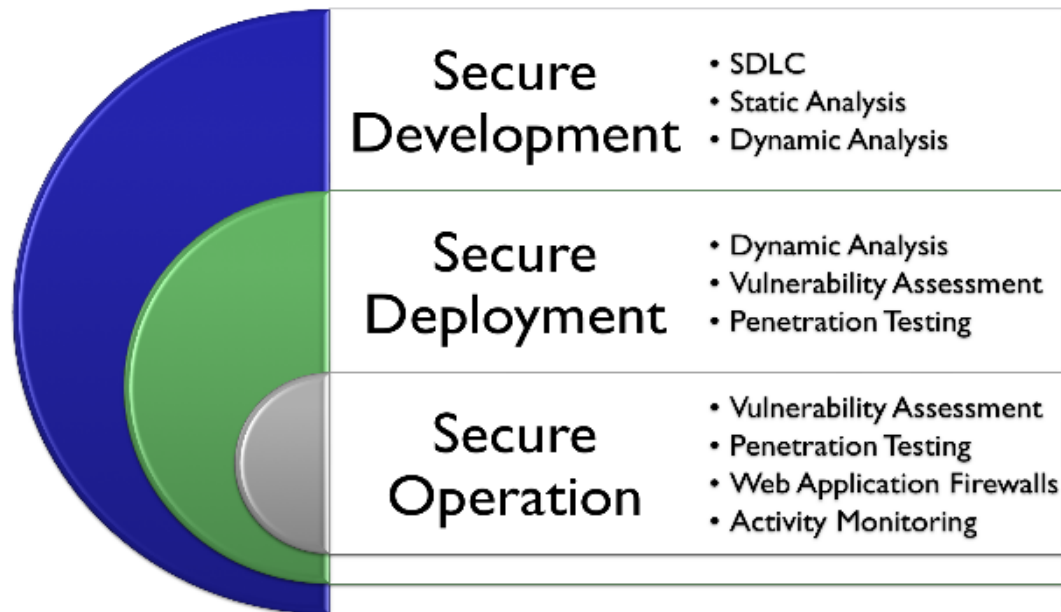 Secure
Development
• SDLC
• Static Analysis
• Dynamic Analysis
Secure
Deployment
• Dynamic Analysis
• Vulnerability Assessment
• Penetration Testing
Secure
Operation
• Vulnerability Assessment
• Penetration Testing
• Web Application Firewalls
• Activity Monitoring